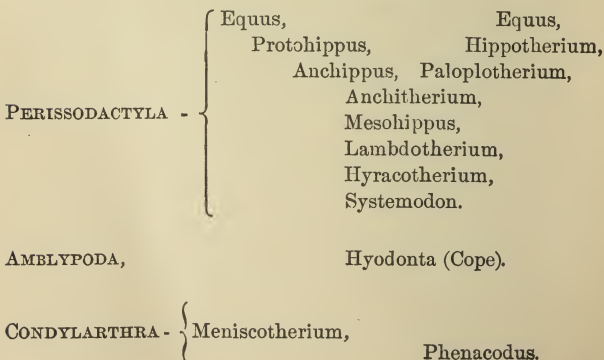 Equus, Equus,
Protohippus, Hippotherium,
Anchippus, Paloplotherium,
Anchitherium,
PERISSODACTYLA - Mesohippus,
Lambdotherium,
Hyracotherium,
Systemodon.
AMBLYPODA, Hyodonta (Cope).
CONDYLARTHRA - Meniscotherium,
Phenacodus.